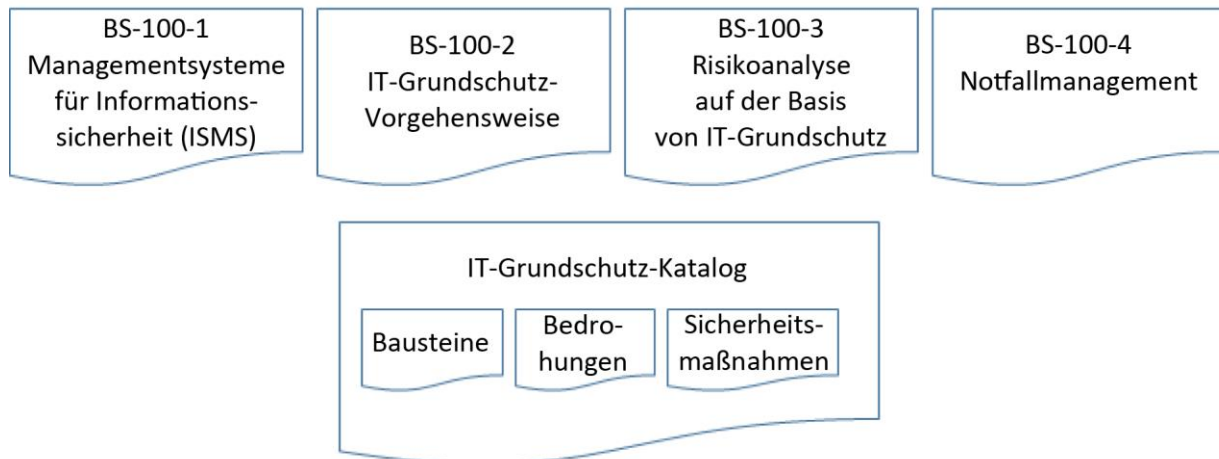 BS-100-1
Managementsysteme
für Informations-
sicherheit (ISMS)
BS-100-2
IT-Grundschutz-
Vorgehensweise
BS-100-3
Risikoanalyse
auf der Basis
von IT-Grundschutz
BS-100-4
Notfallmanagement
IT-Grundschutz-Katalog
Bausteine
Bedro-
hungen
Sicherheits-
maßnahmen